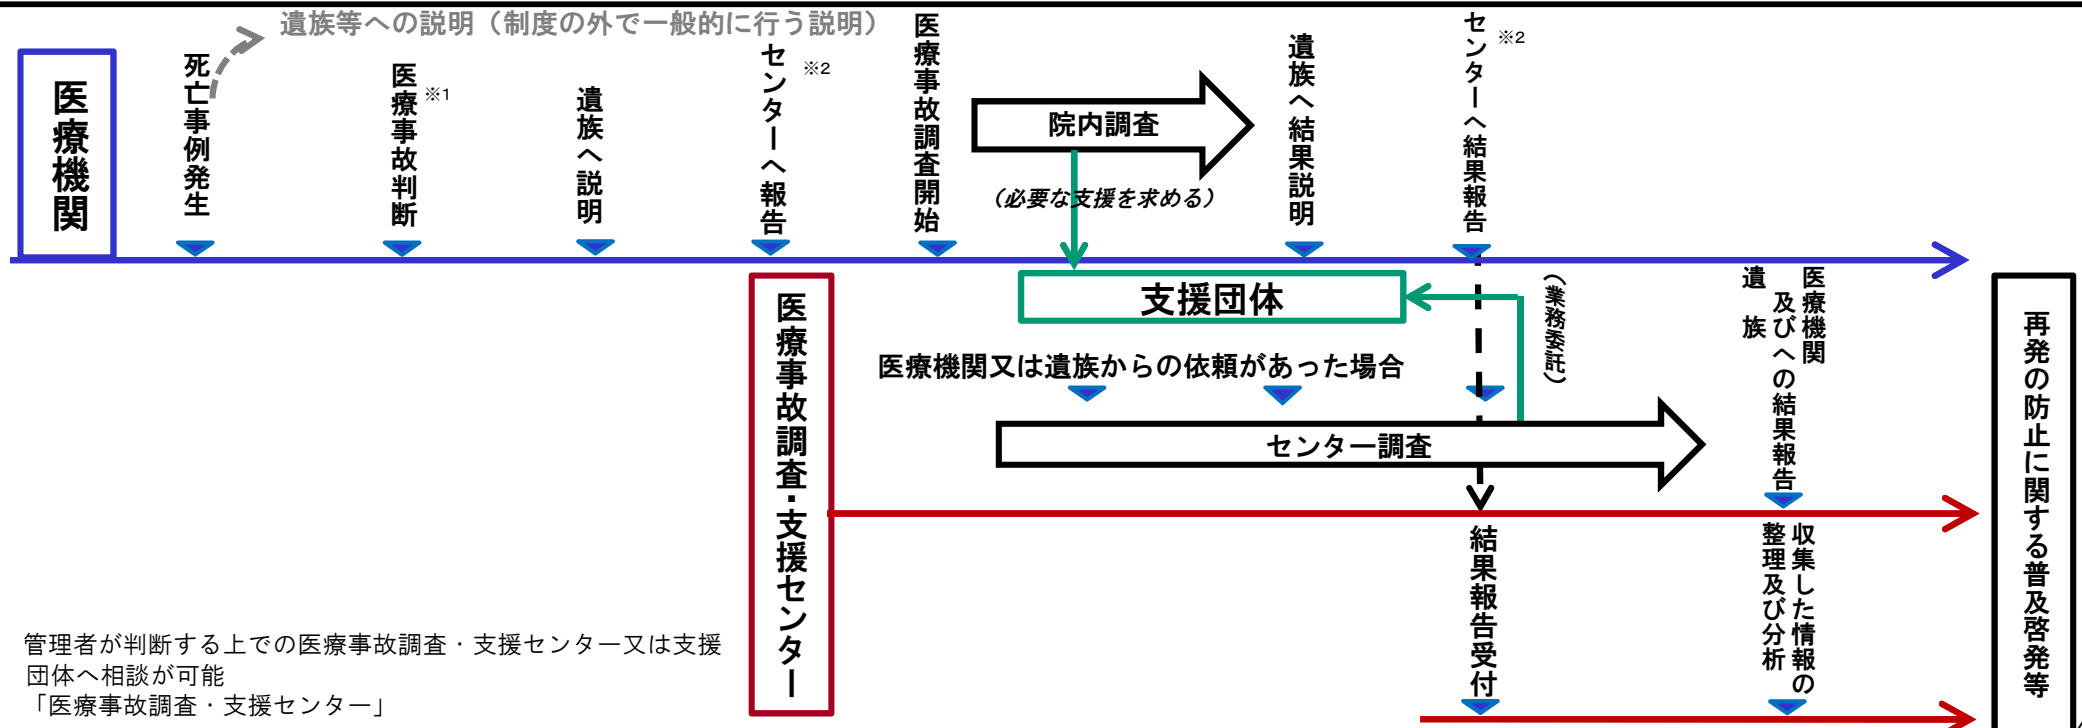 遺族等への説明（制度の外で一般的に行う説明）
医療機関
死亡事例発生
医療事故判断
※1
遺族へ説明
センターへ報告
※2
医療事故調査開始
院内調査
（必要な支援を求める）
遺族へ結果説明
センターへ結果報告
※2
支援団体
（業務委託）
医療機関又は遺族からの依頼があった場合
センター調査
医療事故調査・支援センター
医療機関
及びへの結果報告
遺　族
結果報告受付
収集した情報の
整理及び分析
再発の防止に関する普及啓発等
管理者が判断する上での医療事故調査・支援センター又は支援
団体へ相談が可能
「医療事故調査・支援センター」